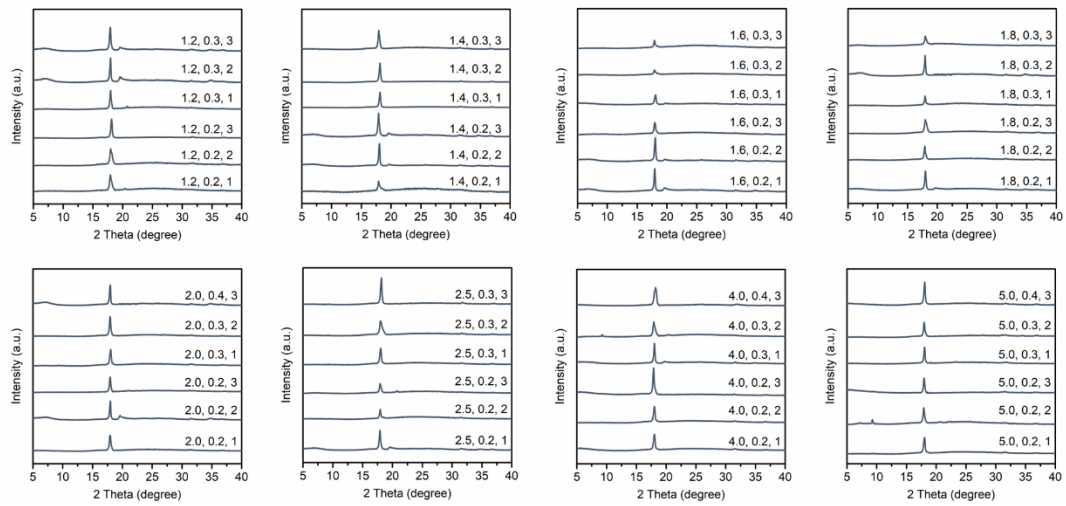 Intensity (a.u.)
1.2, 0.3, 3
1.2, 0.3, 2
1.2, 0.3, 1
1.2, 0.2, 3
1.2, 0.2, 2
1.2, 0.2, 1
5 10 15 20 25 30 35 40
2 Theta (degree)
Intensity (a.u.)
1.4, 0.3, 3
1.4, 0.3, 2
1.4, 0.3, 1
1.4, 0.2, 3
1.4, 0.2, 2
1.4, 0.2, 1
5 10 15 20 25 30 35 40
2 Theta (degree)
Intensity (a.u.)
1.6, 0.3, 3
1.6, 0.3, 2
1.6, 0.3, 1
1.6, 0.2, 3
1.6, 0.2, 2
1.6, 0.2, 1
5 10 15 20 25 30 35 40
2 Theta (degree)
Intensity (a.u.)
1.8, 0.3, 3
1.8, 0.3, 2
1.8, 0.3, 1
1.8, 0.2, 3
1.8, 0.2, 2
1.8, 0.2, 1
5 10 15 20 25 30 35 40
2 Theta (degree)
Intensity (a.u.)
2.0, 0.4, 3
2.0, 0.3, 2
2.0, 0.3, 1
2.0, 0.2, 3
2.0, 0.2, 2
2.0, 0.2, 1
5 10 15 20 25 30 35 40
2 Theta (degree)
Intensity (a.u.)
2.5, 0.3, 3
2.5, 0.3, 2
2.5, 0.3, 1
2.5, 0.2, 3
2.5, 0.2, 2
2.5, 0.2, 1
5 10 15 20 25 30 35 40
2 Theta (degree)
Intensity (a.u.)
4.0, 0.4, 3
4.0, 0.3, 2
4.0, 0.3, 1
4.0, 0.2, 3
4.0, 0.2, 2
4.0, 0.2, 1
5 10 15 20 25 30 35 40
2 Theta (degree)
Intensity (a.u.)
5.0, 0.4, 3
5.0, 0.3, 2
5.0, 0.3, 1
5.0, 0.2, 3
5.0, 0.2, 2
5.0, 0.2, 1
5 10 15 20 25 30 35 40
2 Theta (degree)